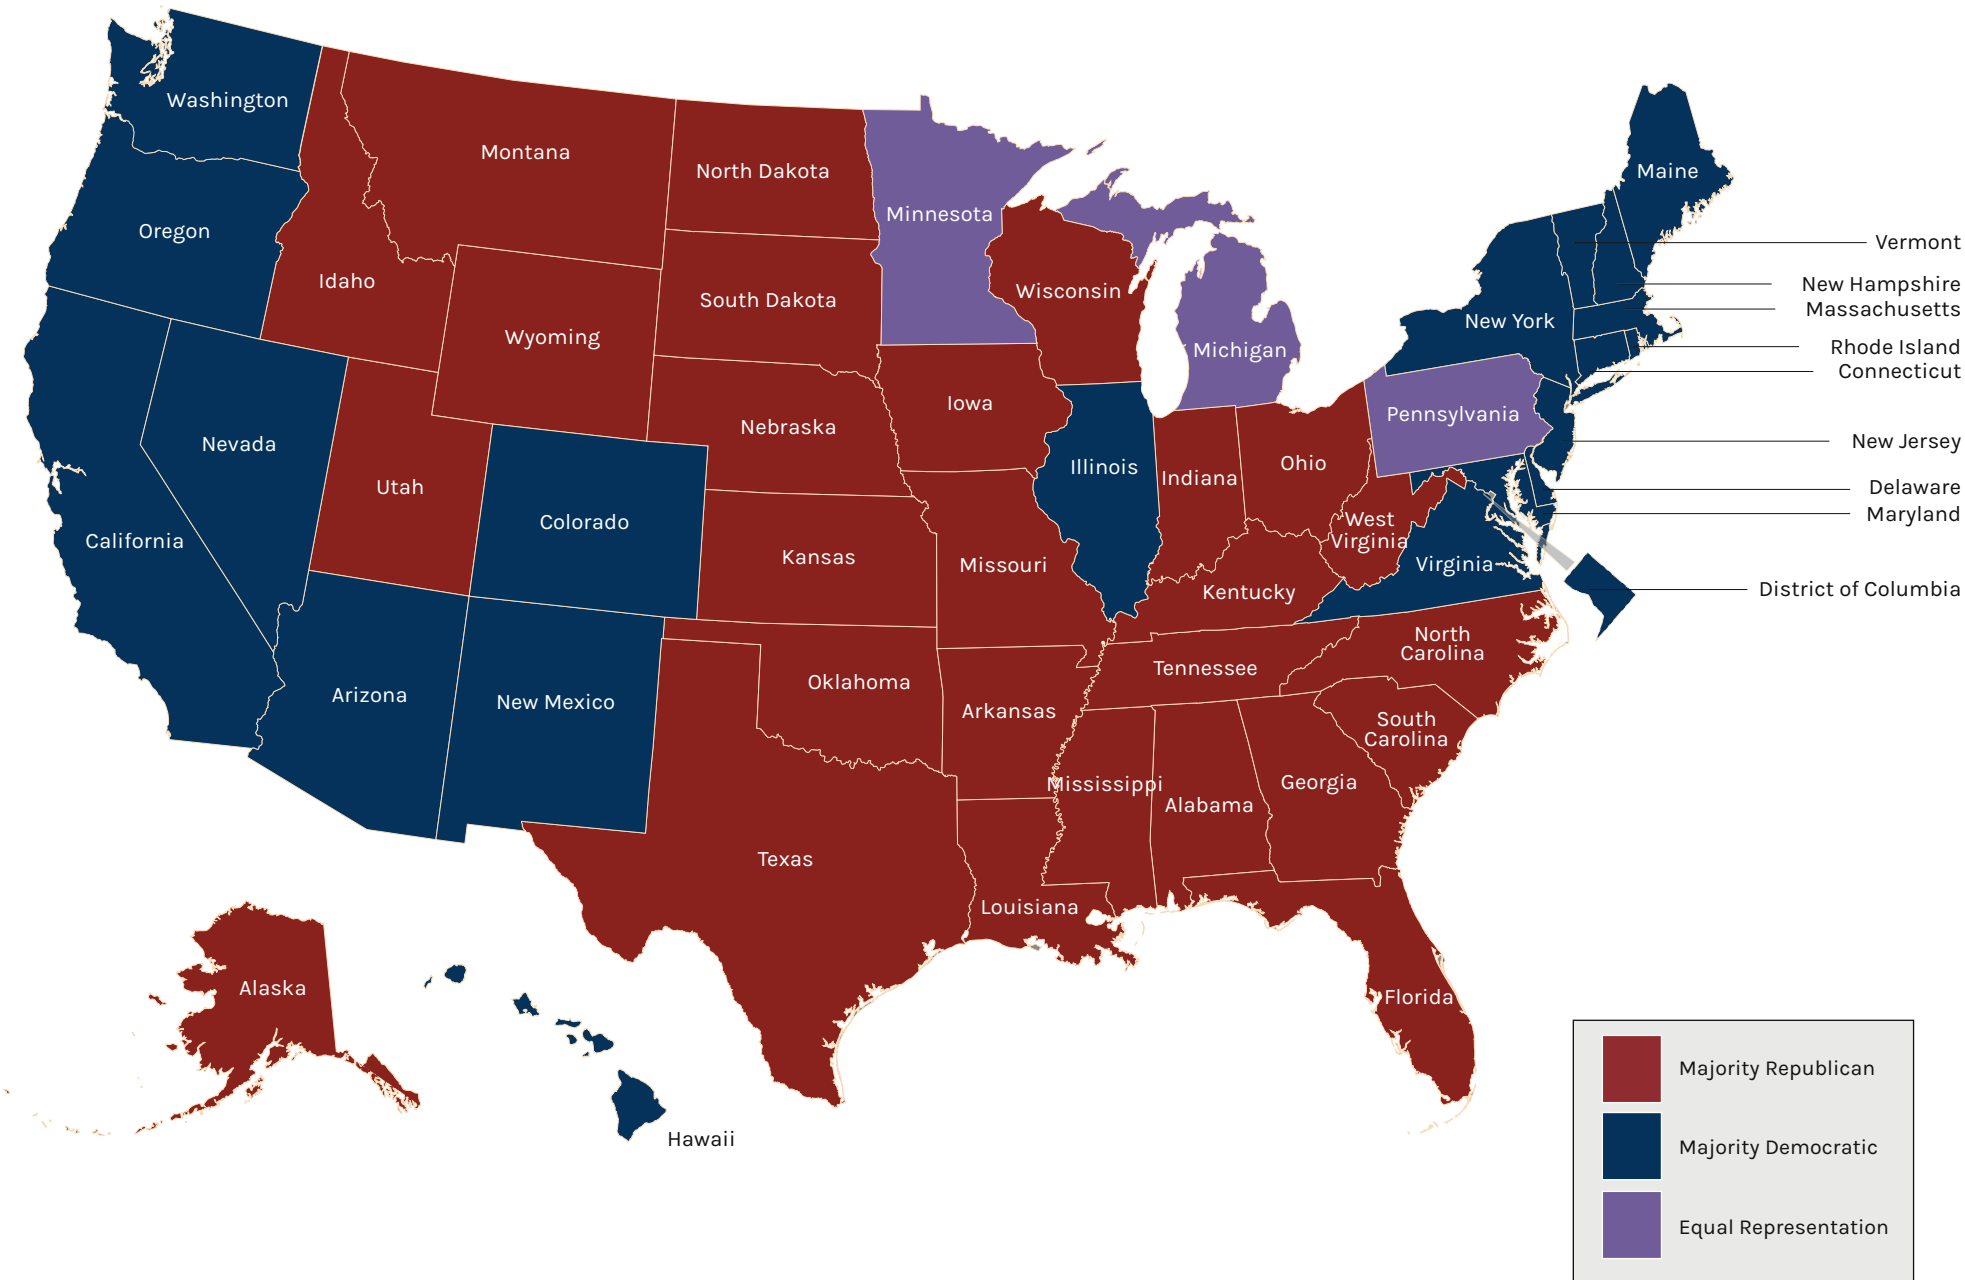 Washington
Montana
North Dakota
Minnesota
Maine
Oregon
Vermont
Idaho
New Hampshire
South Dakota
Wisconsin
Massachusetts
New York
Wyoming
Rhode Island
Michigan
Connecticut
Iowa
Pennsylvania
Nebraska
Nevada
New Jersey
Illinois
Ohio
Indiana
Utah
Delaware
Maryland
Colorado
West
Virginia
California
Kansas
Missouri
Virginia
Kentucky
District of Columbia
North
Carolina
Tennessee
Oklahoma
Arizona
New Mexico
Arkansas
South
Carolina
Mississippi
Georgia
Alabama
Texas
Louisiana
Alaska
Florida
Hawaii
Majority Republican
Majority Democratic
Equal Representation